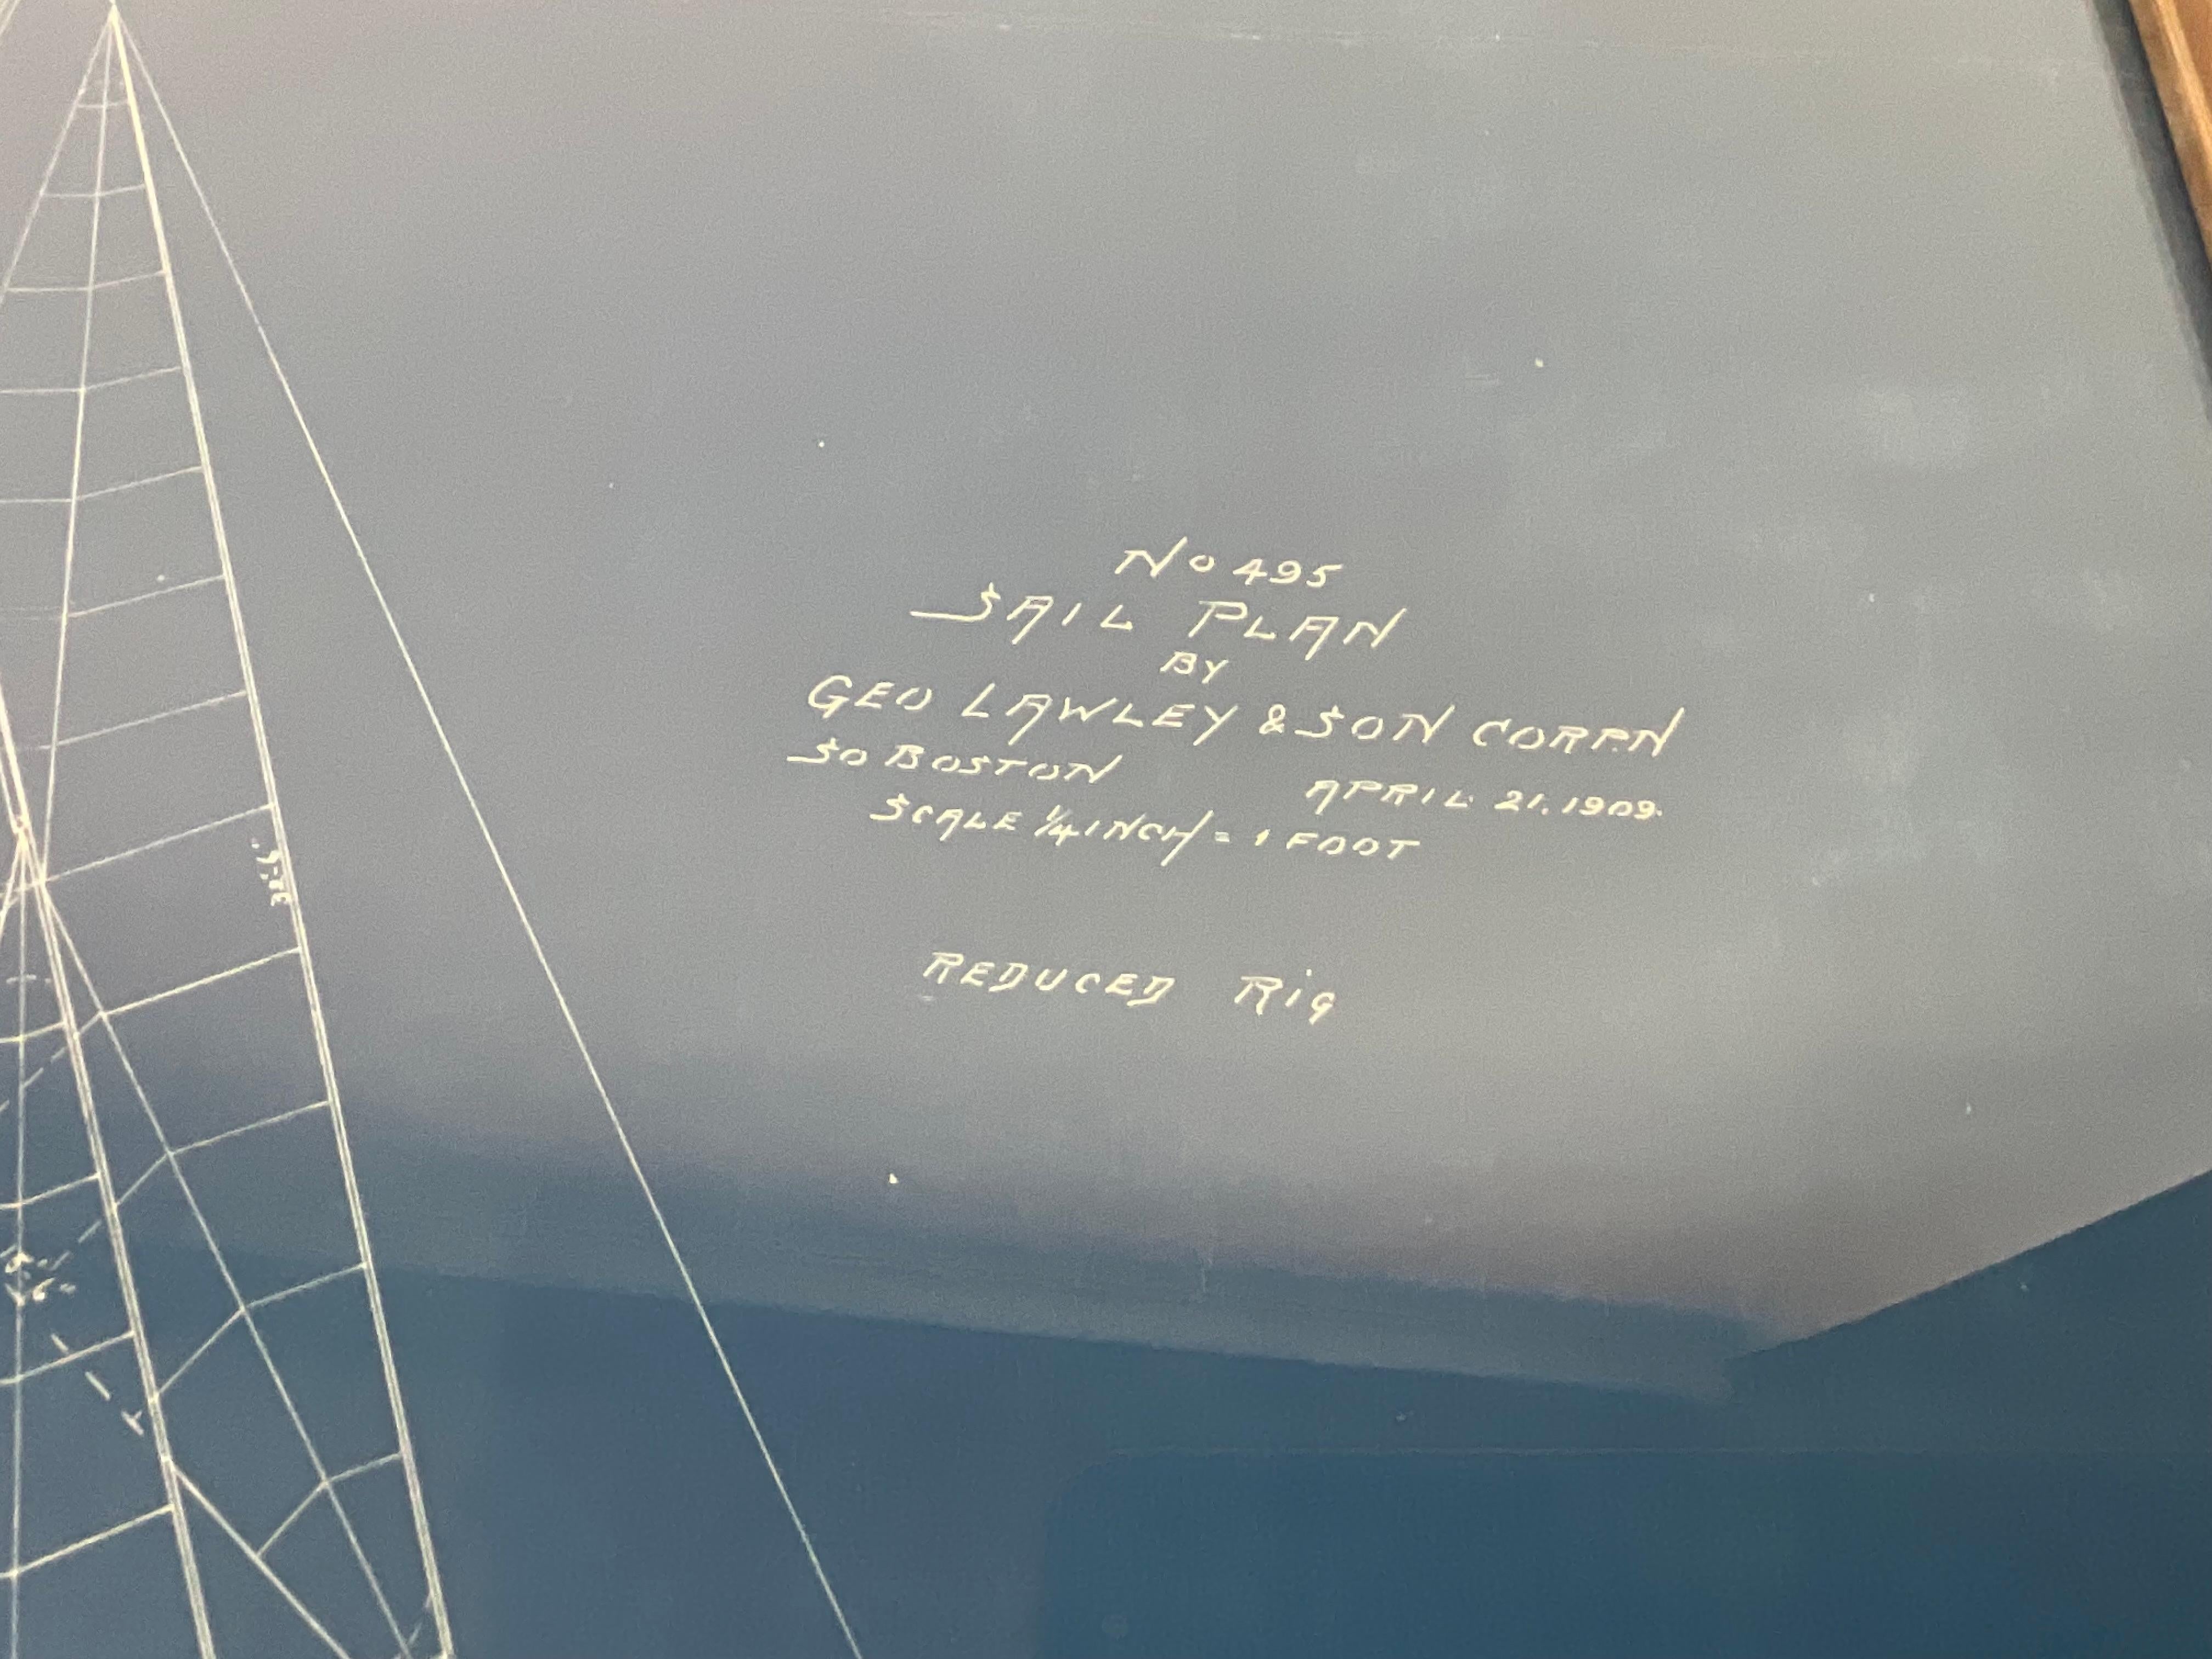 No 495
SAIL PLAN
BY
GEO LAWLEY & SON CORP.N
SO BOSTON APRIL 21. 1909.
SCALE 1/4 INCH = 1 FOOT
REDUCED RIG